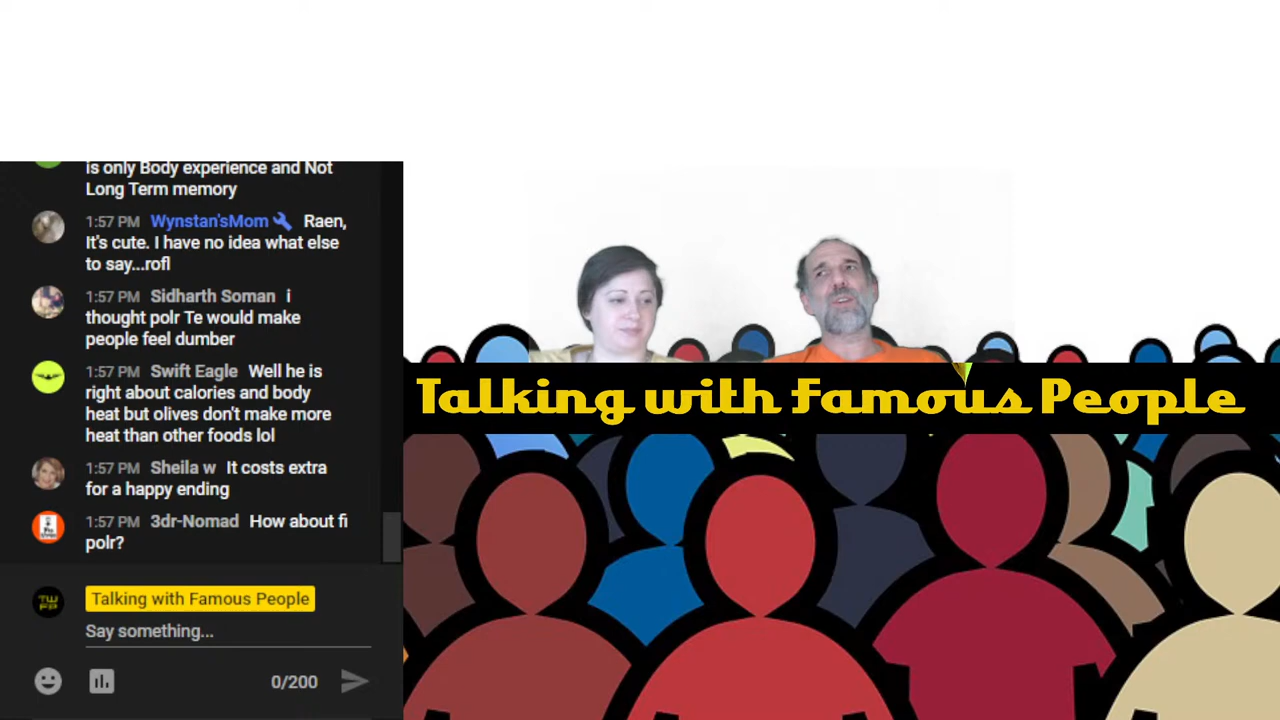 is only Body experience and Not
Long Term memory
1:57 PM Wynstan'sMom Raen,
It's cute. I have no idea what else
to say...rofl
1:57 PM Sidharth Soman i
thought polr Te would make
people feel dumber
1:57 PM Swift Eagle Well he is
right about calories and body
heat but olives don't make more
heat than other foods lol
1:57 PM Sheila w It costs extra
for a happy ending
1:57 PM 3dr-Nomad How about fi
polr?
TW
FP
Talking with Famous People
Say something...
0/200
Talking with Famous People